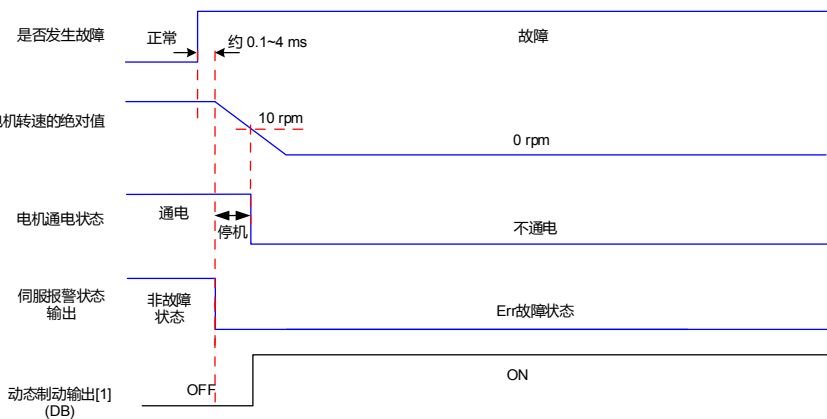 是否发生故障
正常
约 0.1~4 ms
故障
电机转速的绝对值
10 rpm
0 rpm
电机通电状态
通电
停机
不通电
伺服报警状态
输出
非故障
状态
Err故障状态
动态制动输出[1]
(DB)
OFF
ON